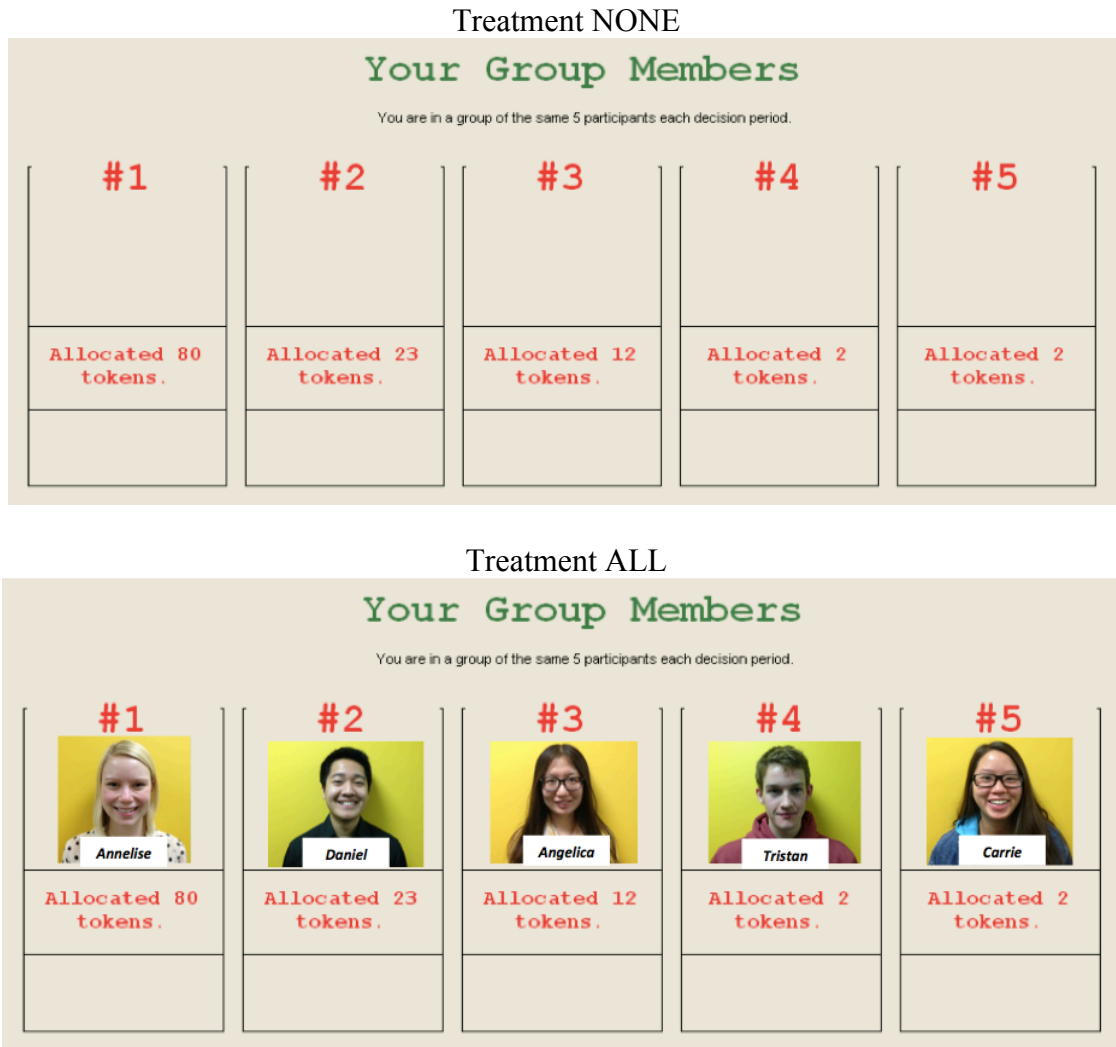 Treatment NONE
Your Group Members
You are in a group of the same 5 participants each decision period.
#1 #2 #3 #4 #5
Allocated 80 Allocated 23 Allocated 12 Allocated 2 Allocated 2
tokens. tokens. tokens. tokens. tokens.
Treatment ALL
Your Group Members
You are in a group of the same 5 participants each decision period.
#1 #2 #3 #4 #5
Annelise Daniel Angelica Tristan Carrie
Allocated 80 Allocated 23 Allocated 12 Allocated 2 Allocated 2
tokens. tokens. tokens. tokens. tokens.